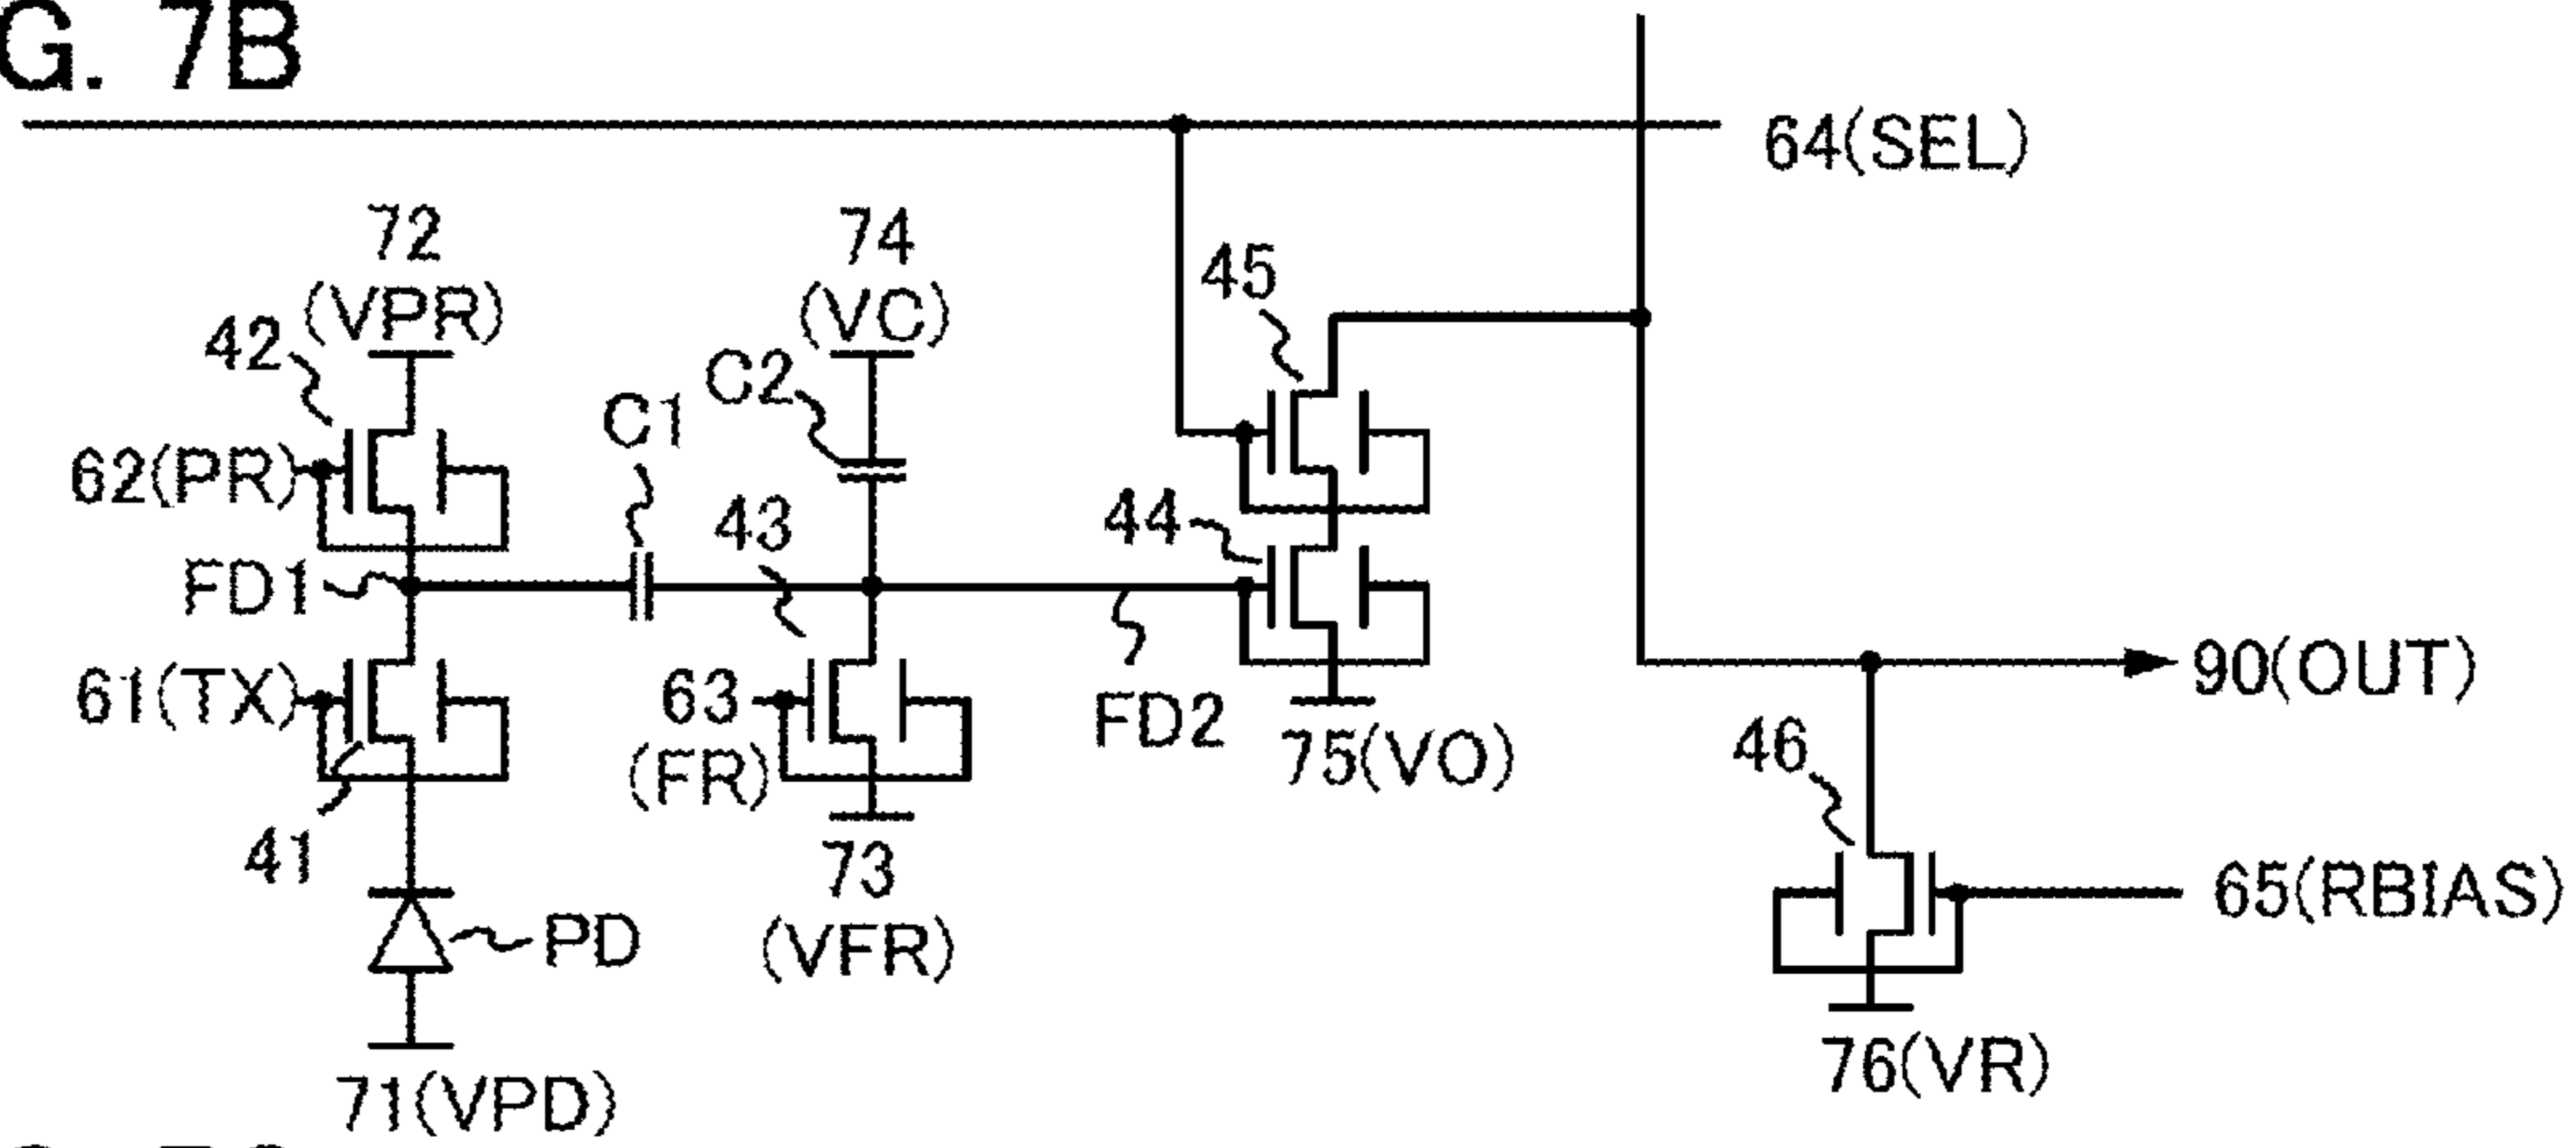 G. 7B
64(SEL)
72
(VPR)
74
(VC)
45
42
C2
C1
62(PR)
43
44
FD1
61(TX)
63
(FR)
FD2
75(VO)
90(OUT)
46
41
73
(VFR)
65(RBIAS)
PD
76(VR)
71(VPD)